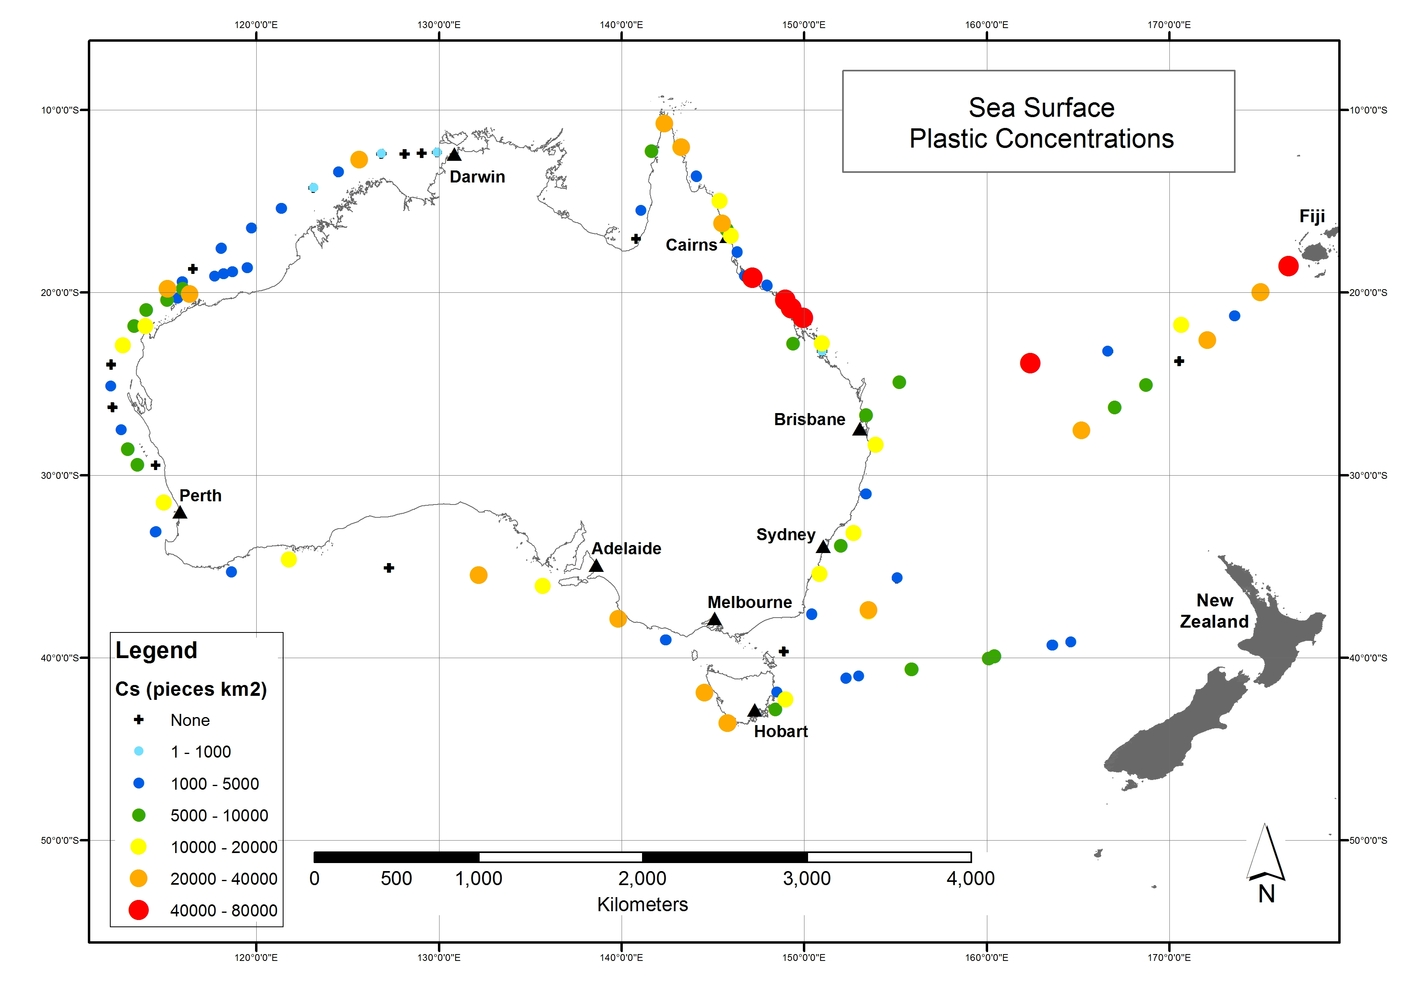 120°0'0"E 130°0'0"E 140°0'0"E 150°0'0"E 160°0'0"E 170°0'0"E
Sea Surface
Plastic Concentrations
10°0'0"S 10°0'0"S
Darwin
Fiji
Cairns
20°0'0"S 20°0'0"S
Brisbane
30°0'0"S 30°0'0"S
Perth
Sydney
Adelaide
Melbourne
New
Zealand
40°0'0"S 40°0'0"S
Hobart
Legend
Cs (pieces km2)
None
1 - 1000
1000 - 5000
5000 - 10000
10000 - 20000
20000 - 40000
40000 - 80000
50°0'0"S 50°0'0"S
0 500 1,000 2,000 3,000 4,000
Kilometers
N
120°0'0"E 130°0'0"E 140°0'0"E 150°0'0"E 160°0'0"E 170°0'0"E